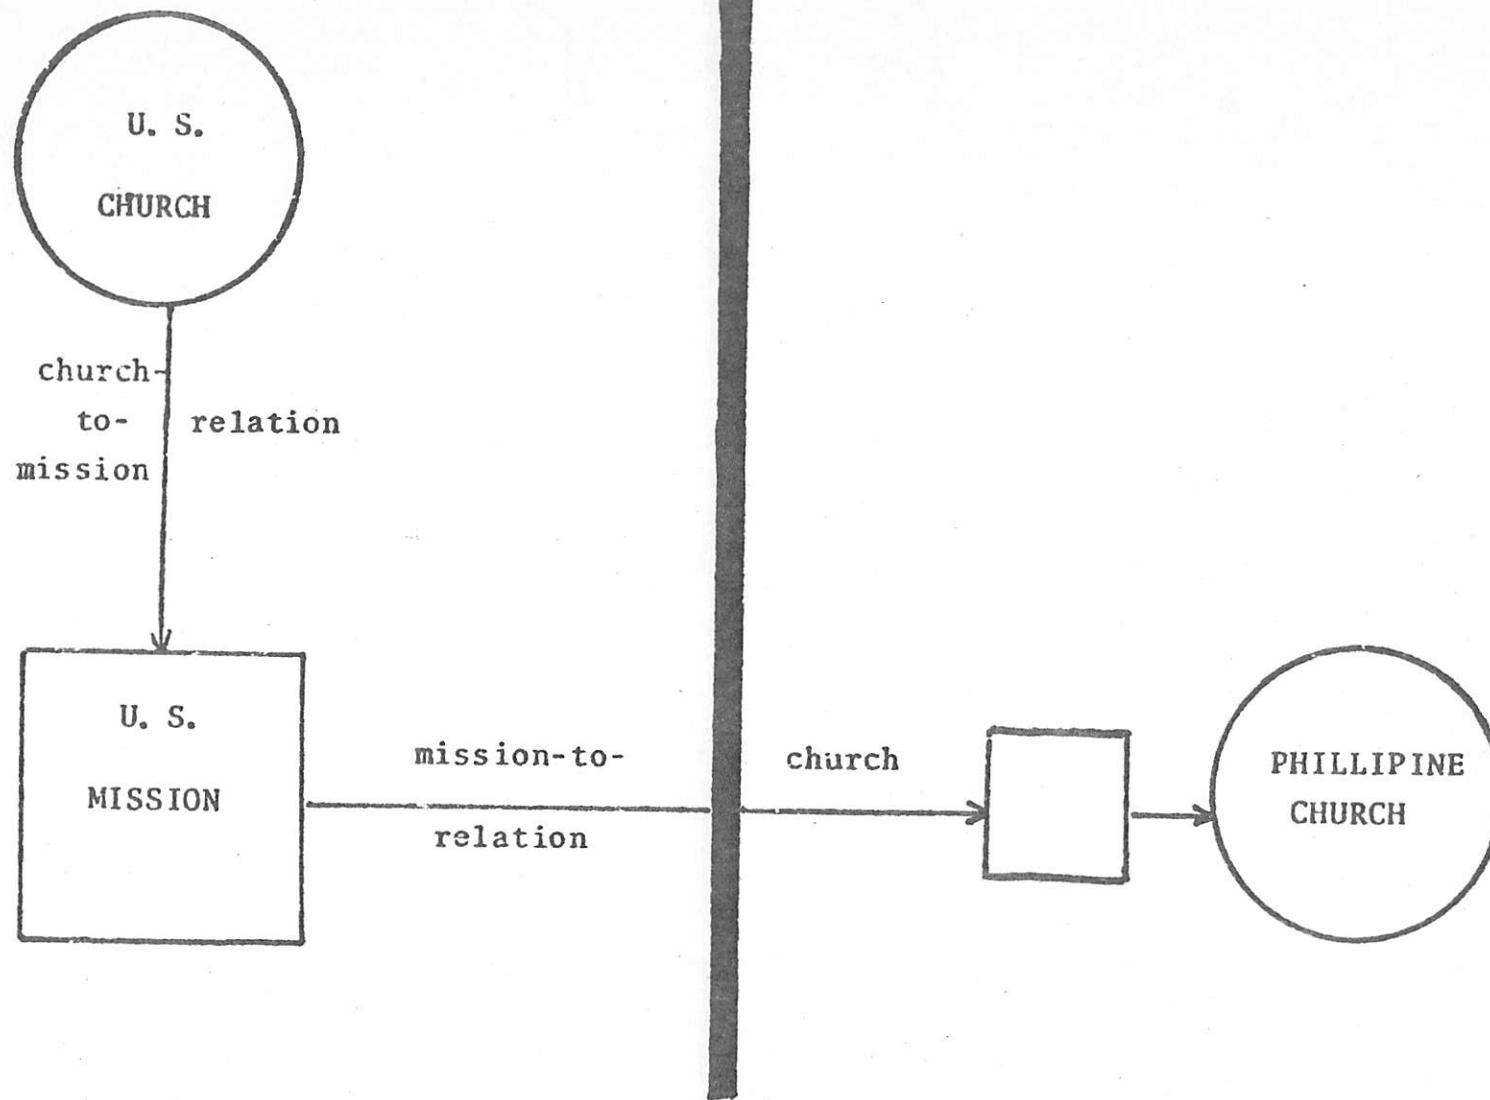 U. S.
CHURCH
church-
to-
mission
relation
U. S.
MISSION
mission-to-
church
relation
PHILLIPINE
CHURCH